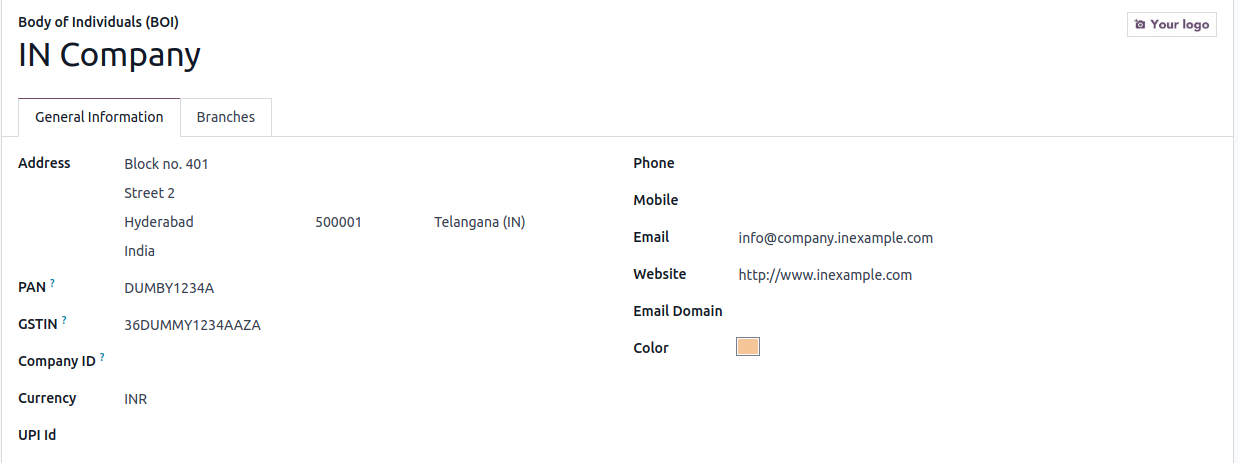 Body of Individuals (BOI)
Your logo
IN Company
General Information
Branches
Address
Block no. 401
Street 2
Hyderabad 500001 Telangana (IN)
India
PAN ?
DUMBY1234A
GSTIN ?
36DUMMY1234AAZA
Company ID ?
Currency
INR
UPI Id
Phone
Mobile
Email
info@company.inexample.com
Website
http://www.inexample.com
Email Domain
Color